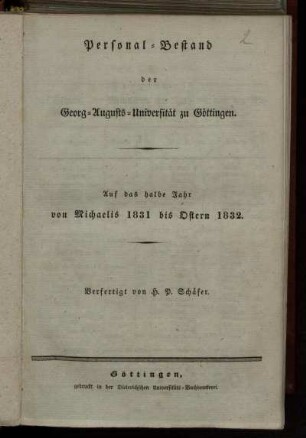 2
Personal-Bestand
der
Georg-Augusts-Universität zu Göttingen.
Auf das halbe Jahr
von Michaelis 1831 bis Ostern 1832.
Verfertigt von H. P. Schäfer.
Göttingen,
gedruckt in der Dieterichschen Universitäts-Buchdruckerei.